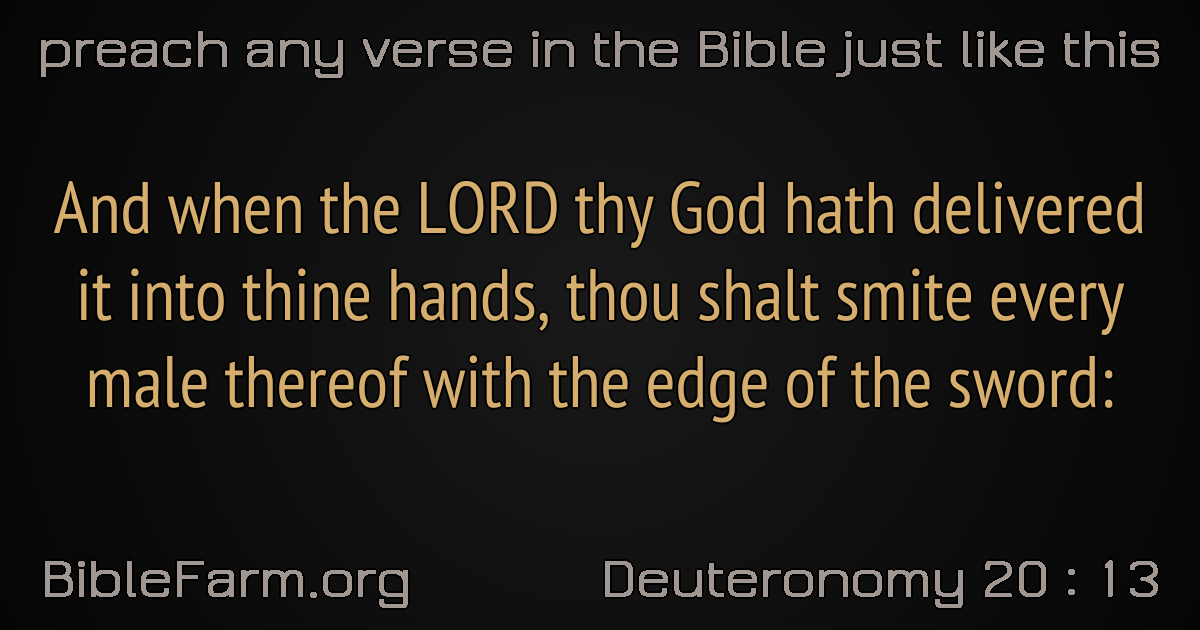 preach any verse in the Bible just like this
And when the LORD thy God hath delivered
it into thine hands, thou shalt smite every
male thereof with the edge of the sword:
BibleFarm.org
Deuteronomy 20 : 13